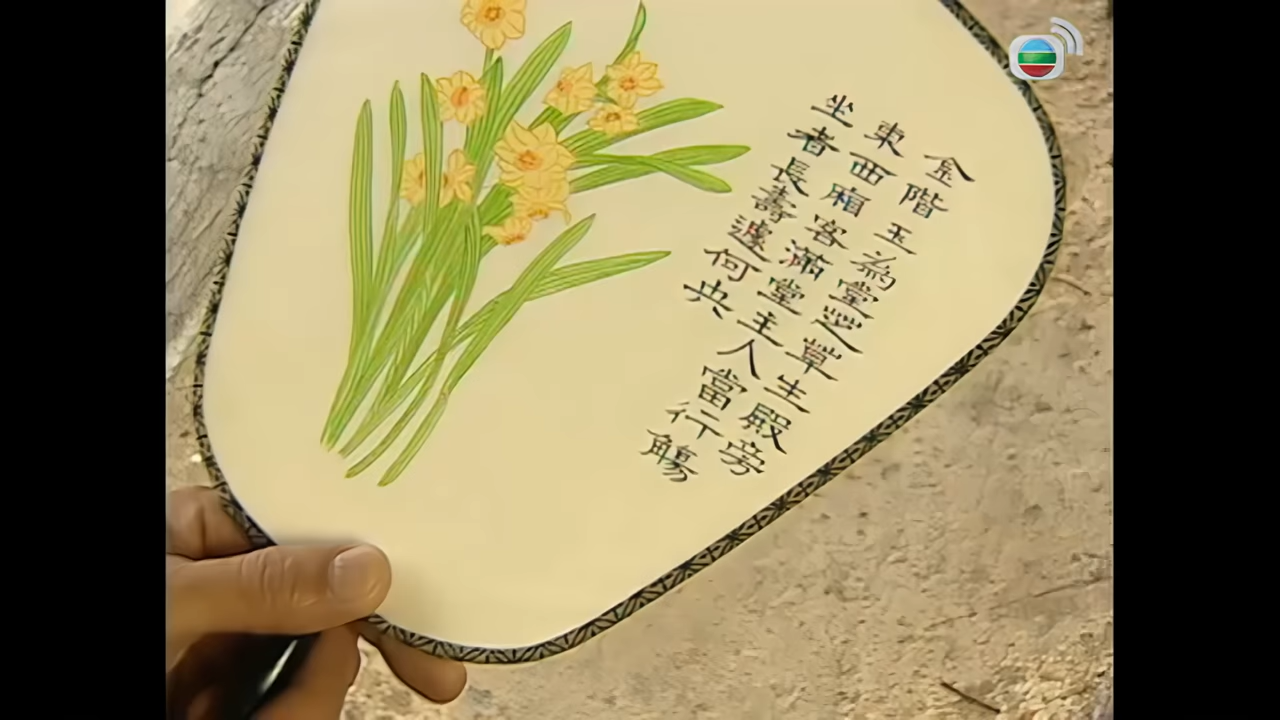 金階玉為堂芝草生殿旁
東西廂客滿堂主人當行觴
坐者長壽遽何央